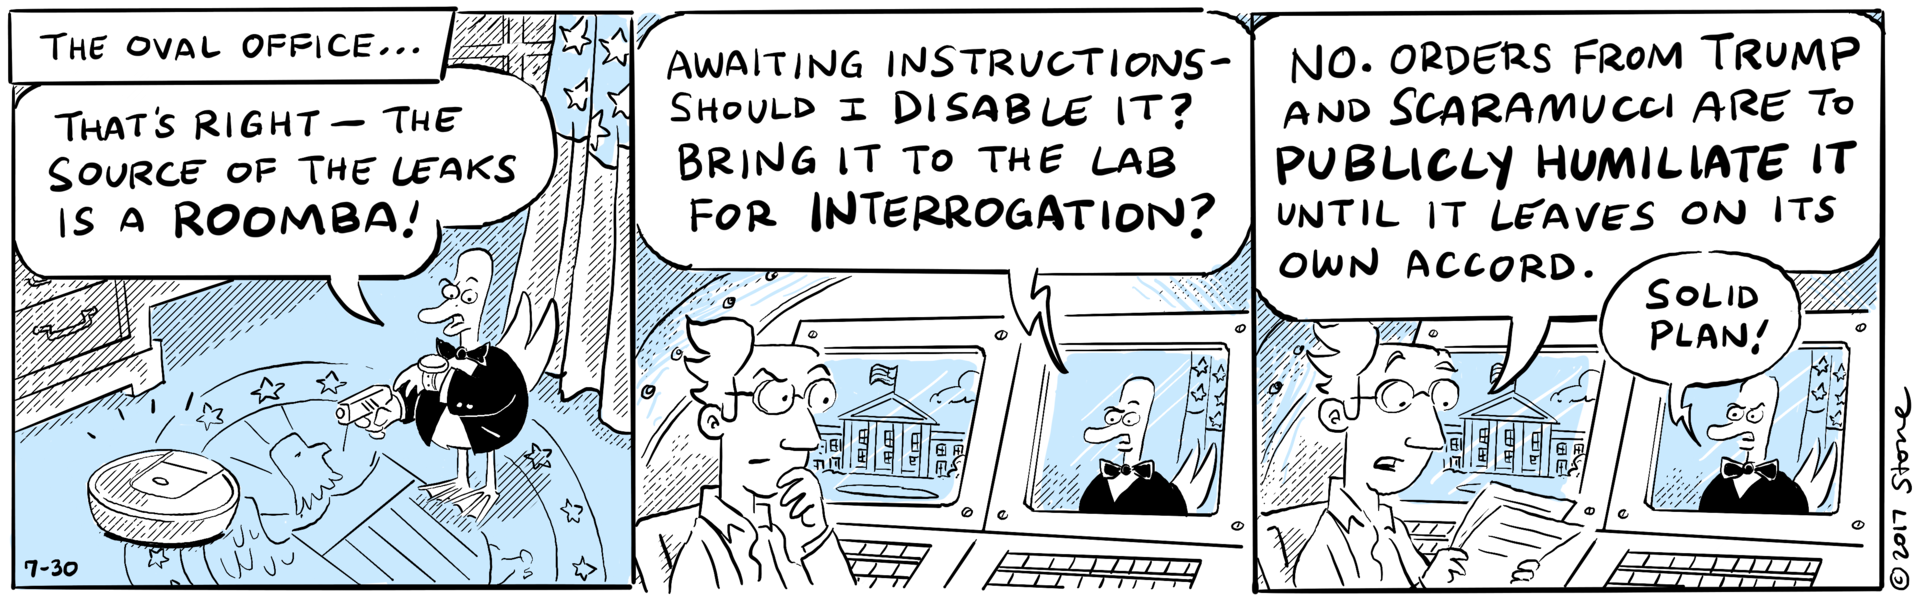 THE OVAL OFFICE...
THAT'S RIGHT – THE
SOURCE OF THE LEAKS
IS A ROOMBA!
7-30
AWAITING INSTRUCTIONS–
SHOULD I DISABLE IT?
BRING IT TO THE LAB
FOR INTERROGATION?
NO. ORDERS FROM TRUMP
AND SCARAMUCCI ARE TO
PUBLICLY HUMILIATE IT
UNTIL IT LEAVES ON ITS
OWN ACCORD.
SOLID
PLAN!
© 2017 Stone